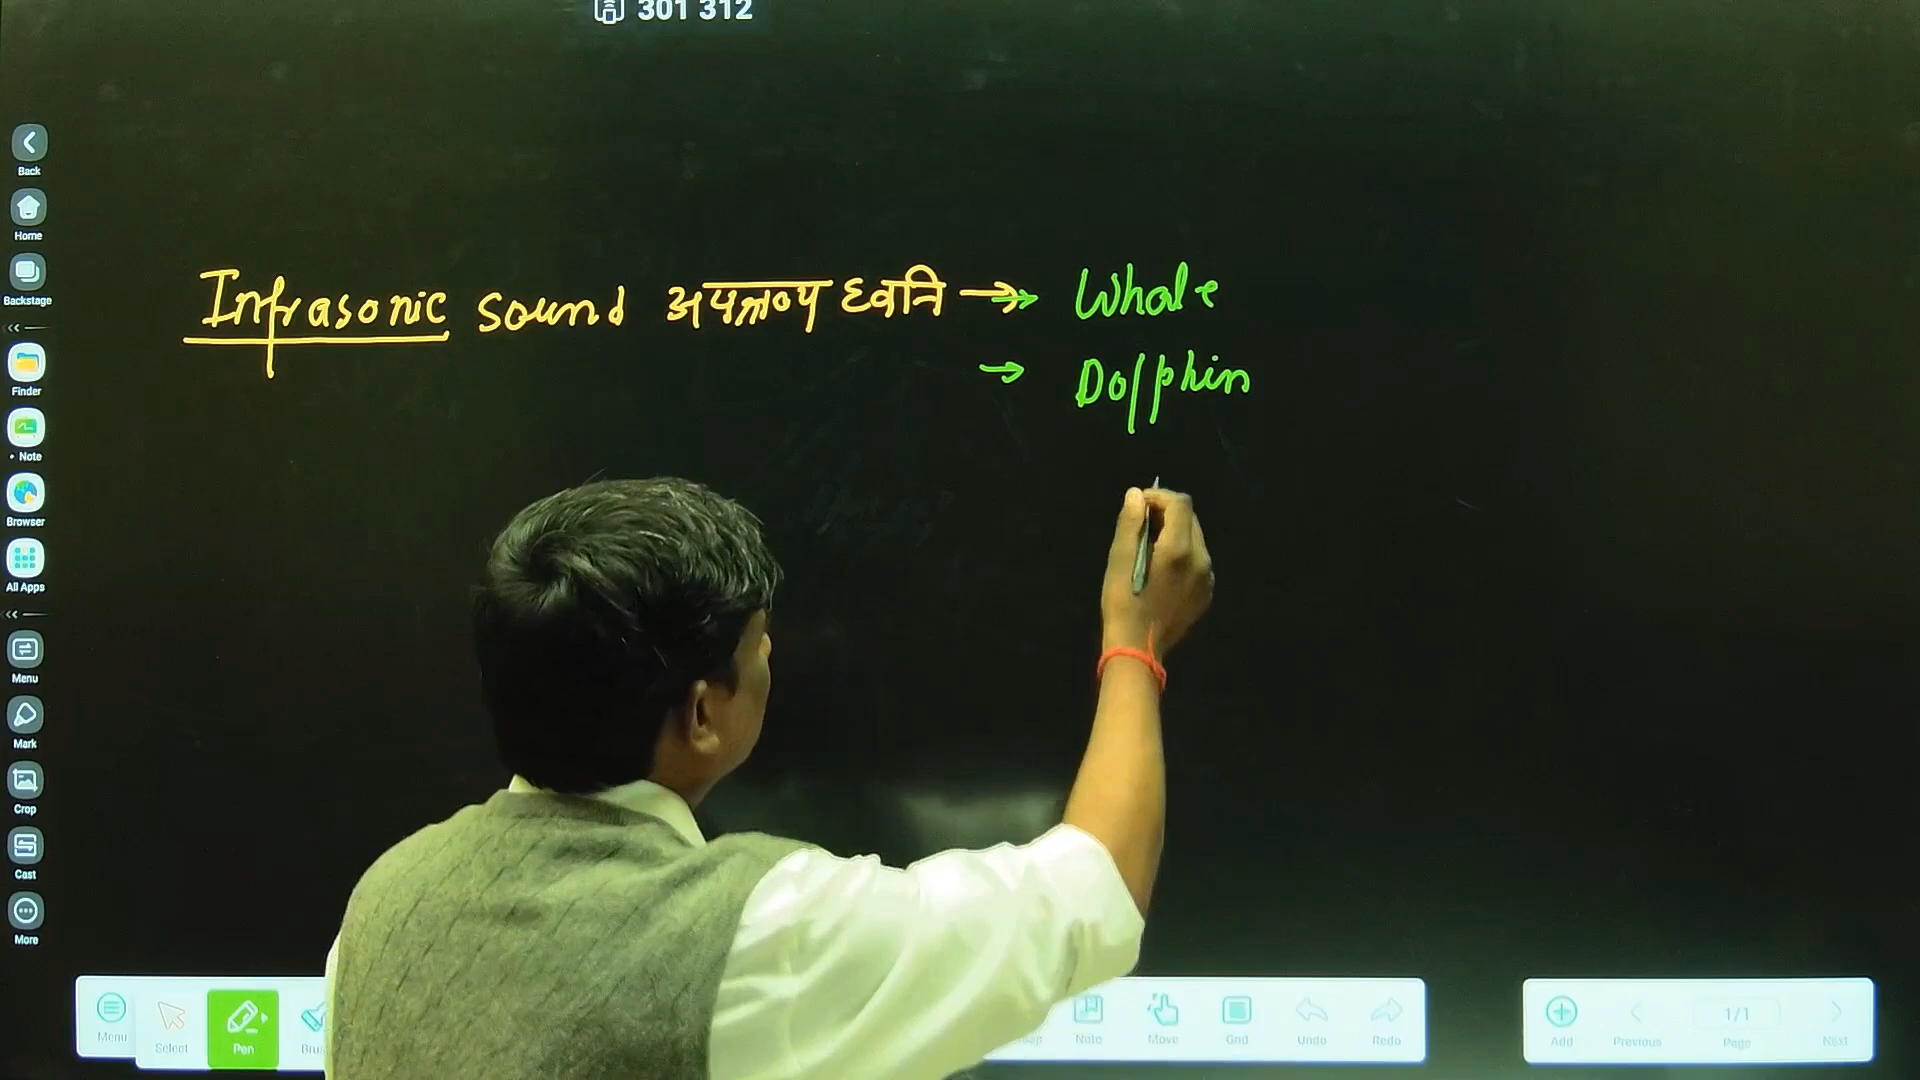 301 312
Back
Home
Backstage
Finder
Note
Browser
All Apps
Menu
Mark
Crop
Cast
More
Infrasonic sound अपश्रव्य ध्वनि → Whale
→ Dolphin
Menu Select Pen Note Move Grid Undo Redo
Add Previous 1/1 Page Next